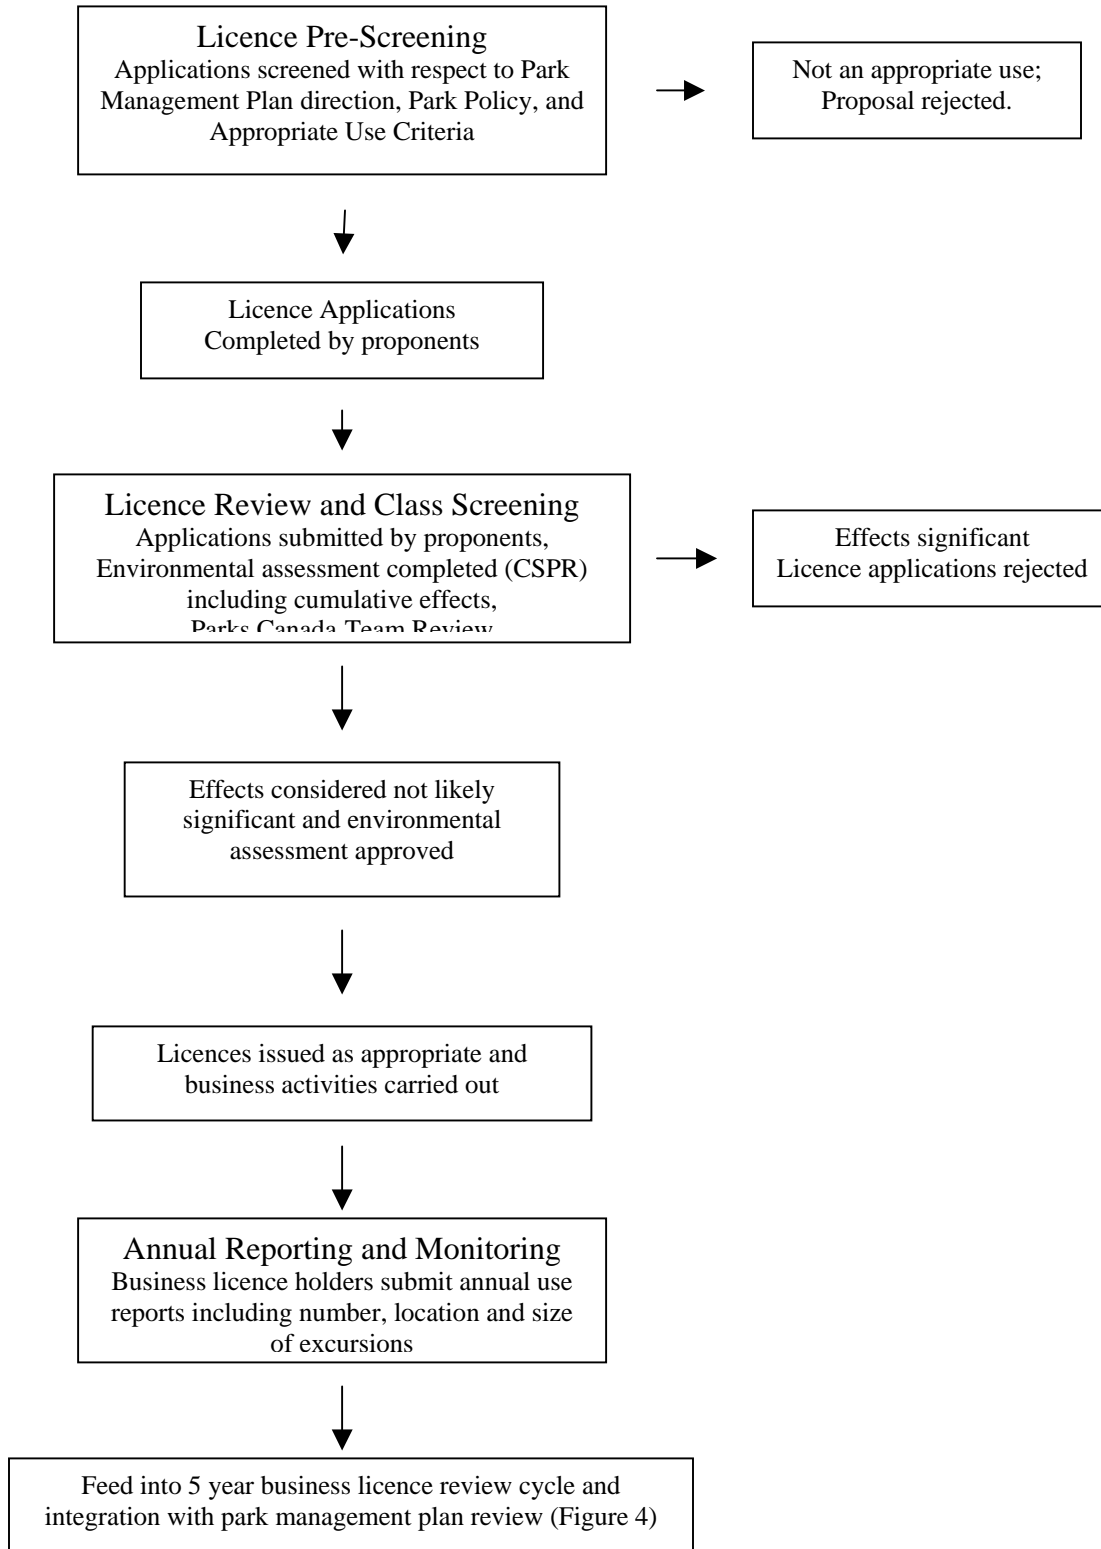 Licence Pre-Screening
Applications screened with respect to Park
Management Plan direction, Park Policy, and
Appropriate Use Criteria
Not an appropriate use;
Proposal rejected.
Licence Applications
Completed by proponents
Licence Review and Class Screening
Applications submitted by proponents,
Environmental assessment completed (CSPR)
including cumulative effects,
Parks Canada Team Review
Effects significant
Licence applications rejected
Effects considered not likely
significant and environmental
assessment approved
Licences issued as appropriate and
business activities carried out
Annual Reporting and Monitoring
Business licence holders submit annual use
reports including number, location and size
of excursions
Feed into 5 year business licence review cycle and
integration with park management plan review (Figure 4)